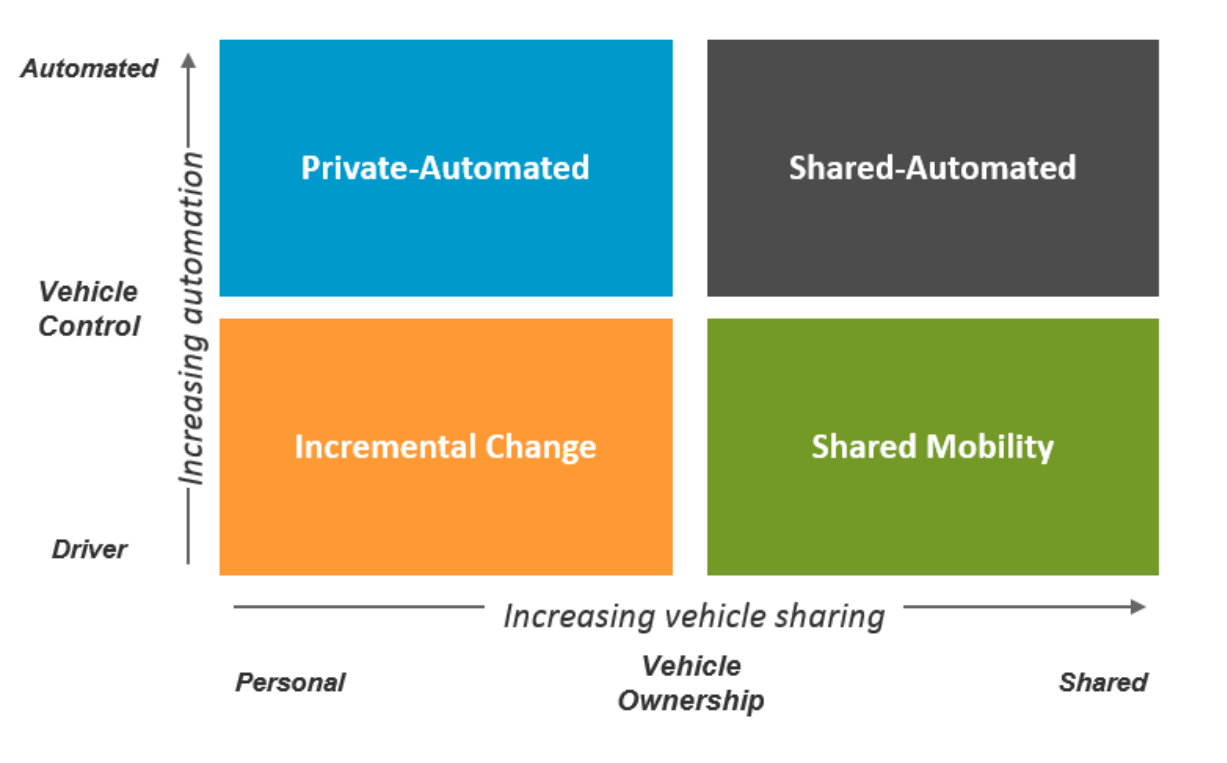 Automated
Increasing automation
Private-Automated
Shared-Automated
Vehicle
Control
Incremental Change
Shared Mobility
Driver
Increasing vehicle sharing
Personal
Vehicle
Ownership
Shared